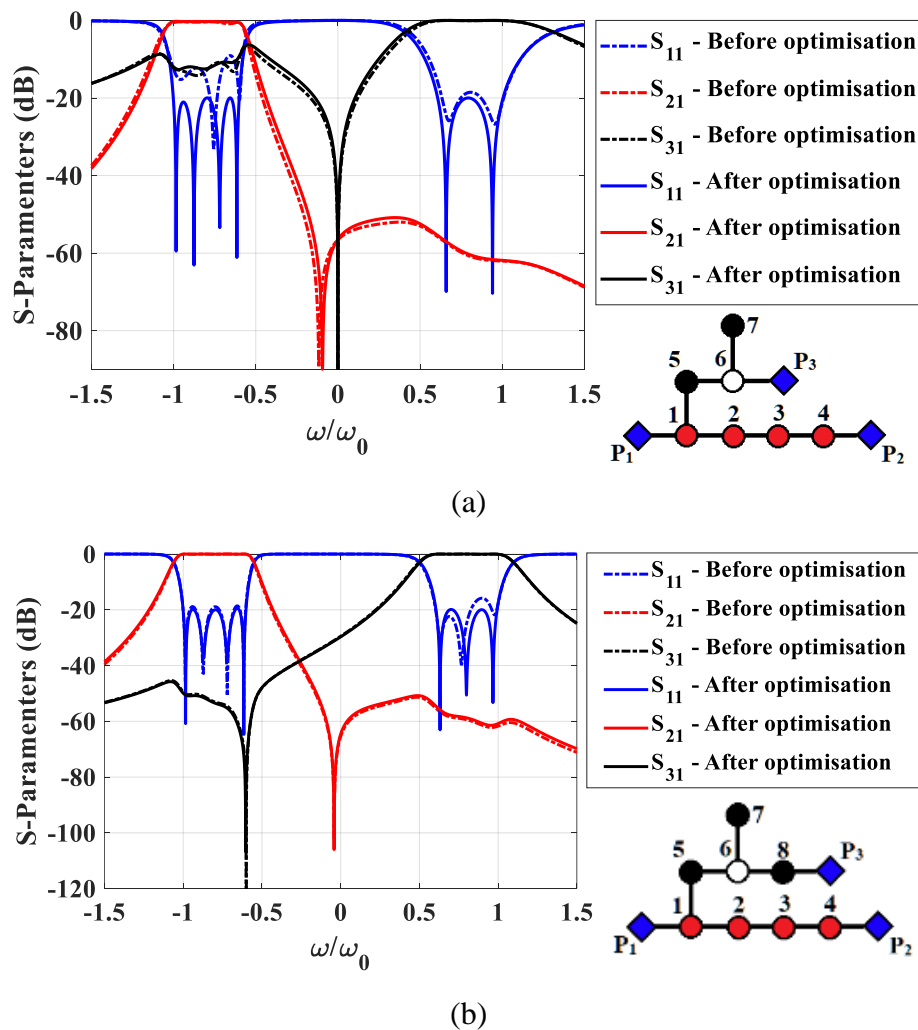 S-Paramenters (dB)
0
-20
-40
-60
-80
-1.5 -1 -0.5 0 0.5 1 1.5
ω/ω0
S11 - Before optimisation
S21 - Before optimisation
S31 - Before optimisation
S11 - After optimisation
S21 - After optimisation
S31 - After optimisation
7
5 6 P3
1 2 3 4
P1 P2
(a)
S-Paramenters (dB)
0
-20
-40
-60
-80
-100
-120
-1.5 -1 -0.5 0 0.5 1 1.5
ω/ω0
S11 - Before optimisation
S21 - Before optimisation
S31 - Before optimisation
S11 - After optimisation
S21 - After optimisation
S31 - After optimisation
7
5 6 8 P3
1 2 3 4
P1 P2
(b)